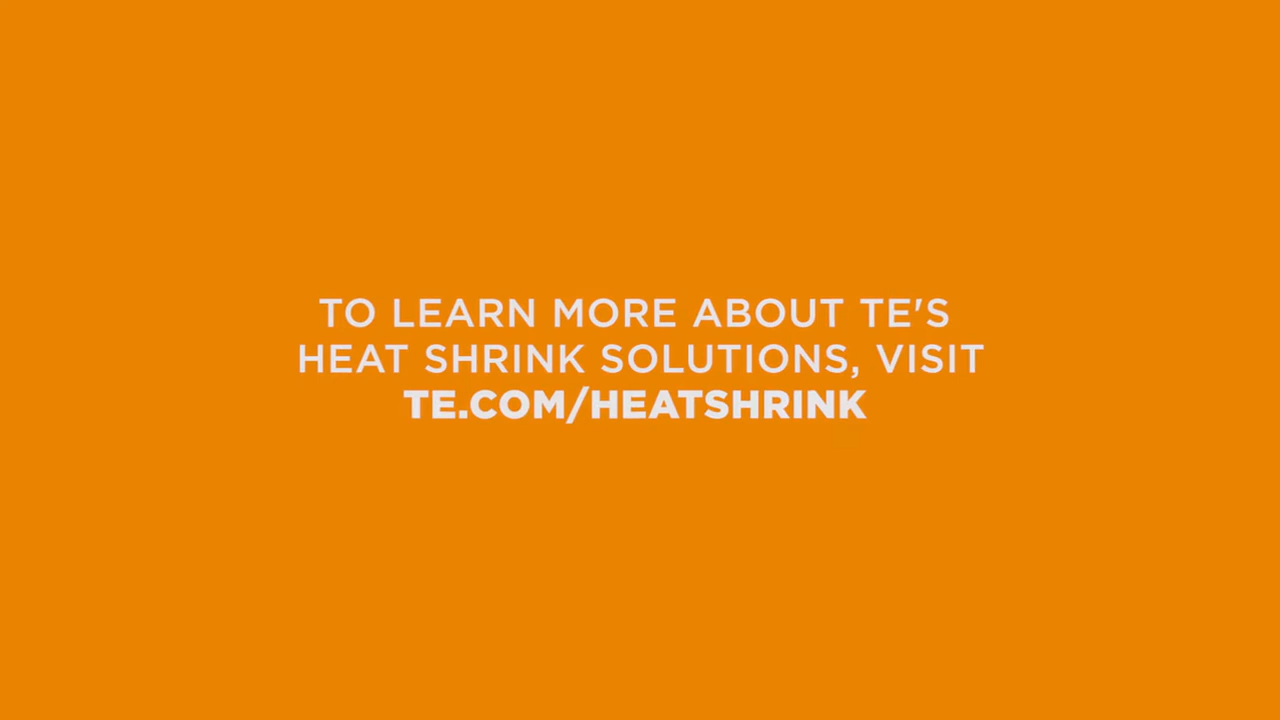 TO LEARN MORE ABOUT TE'S
HEAT SHRINK SOLUTIONS, VISIT
TE.COM/HEATSHRINK